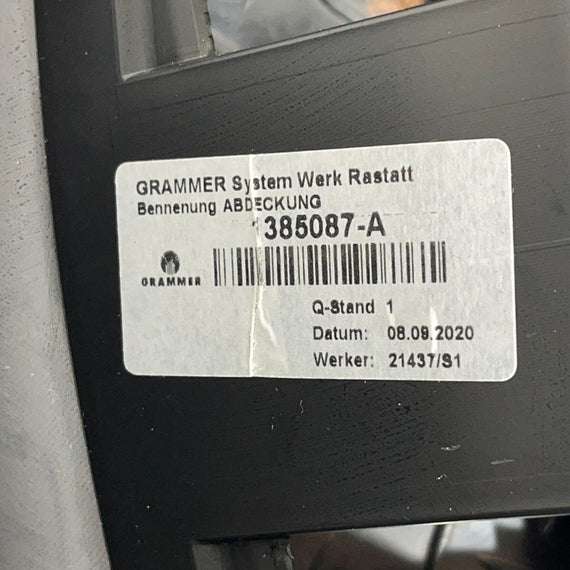 GRAMMER System Werk Rastatt
Bennenung ABDECKUNG
385087-A
GRAMMER
Q-Stand 1
Datum: 08.09.2020
Werker: 21437/S1